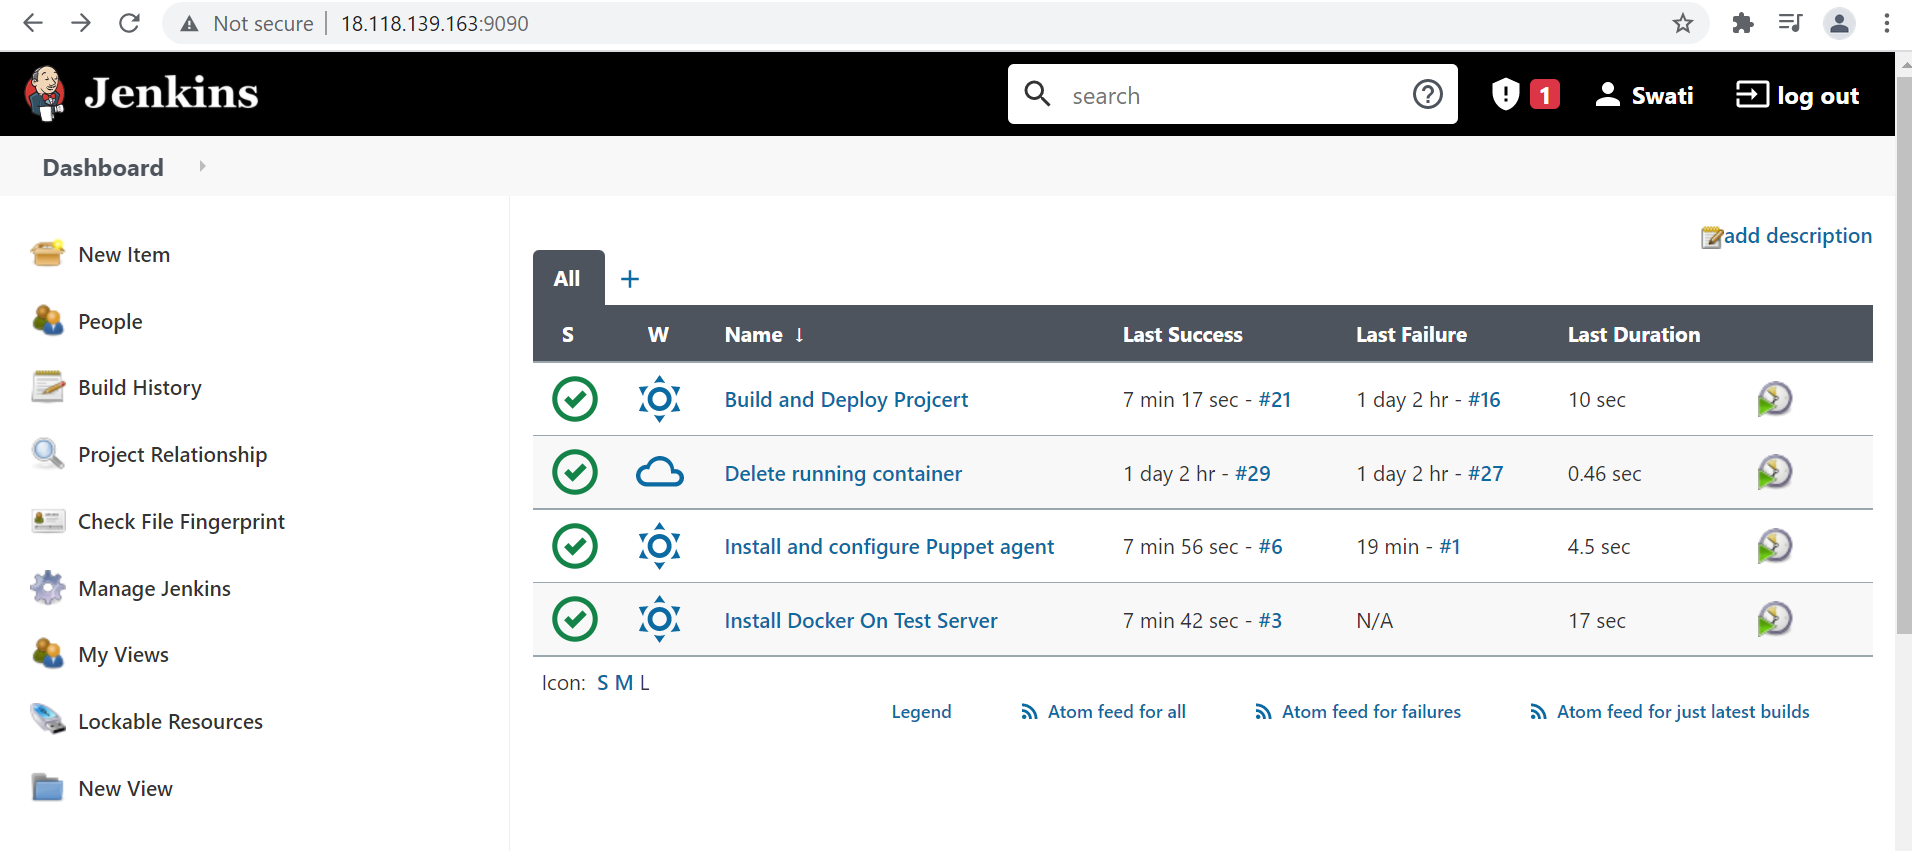 Not secure 18.118.139.163:9090
Jenkins
search
1
Swati
log out
Dashboard
New Item
People
Build History
Project Relationship
Check File Fingerprint
Manage Jenkins
My Views
Lockable Resources
New View
add description
All +
S W Name ↓ Last Success Last Failure Last Duration
Build and Deploy Projcert 7 min 17 sec - #21 1 day 2 hr - #16 10 sec
Delete running container 1 day 2 hr - #29 1 day 2 hr - #27 0.46 sec
Install and configure Puppet agent 7 min 56 sec - #6 19 min - #1 4.5 sec
Install Docker On Test Server 7 min 42 sec - #3 N/A 17 sec
Icon: S M L
Legend Atom feed for all Atom feed for failures Atom feed for just latest builds